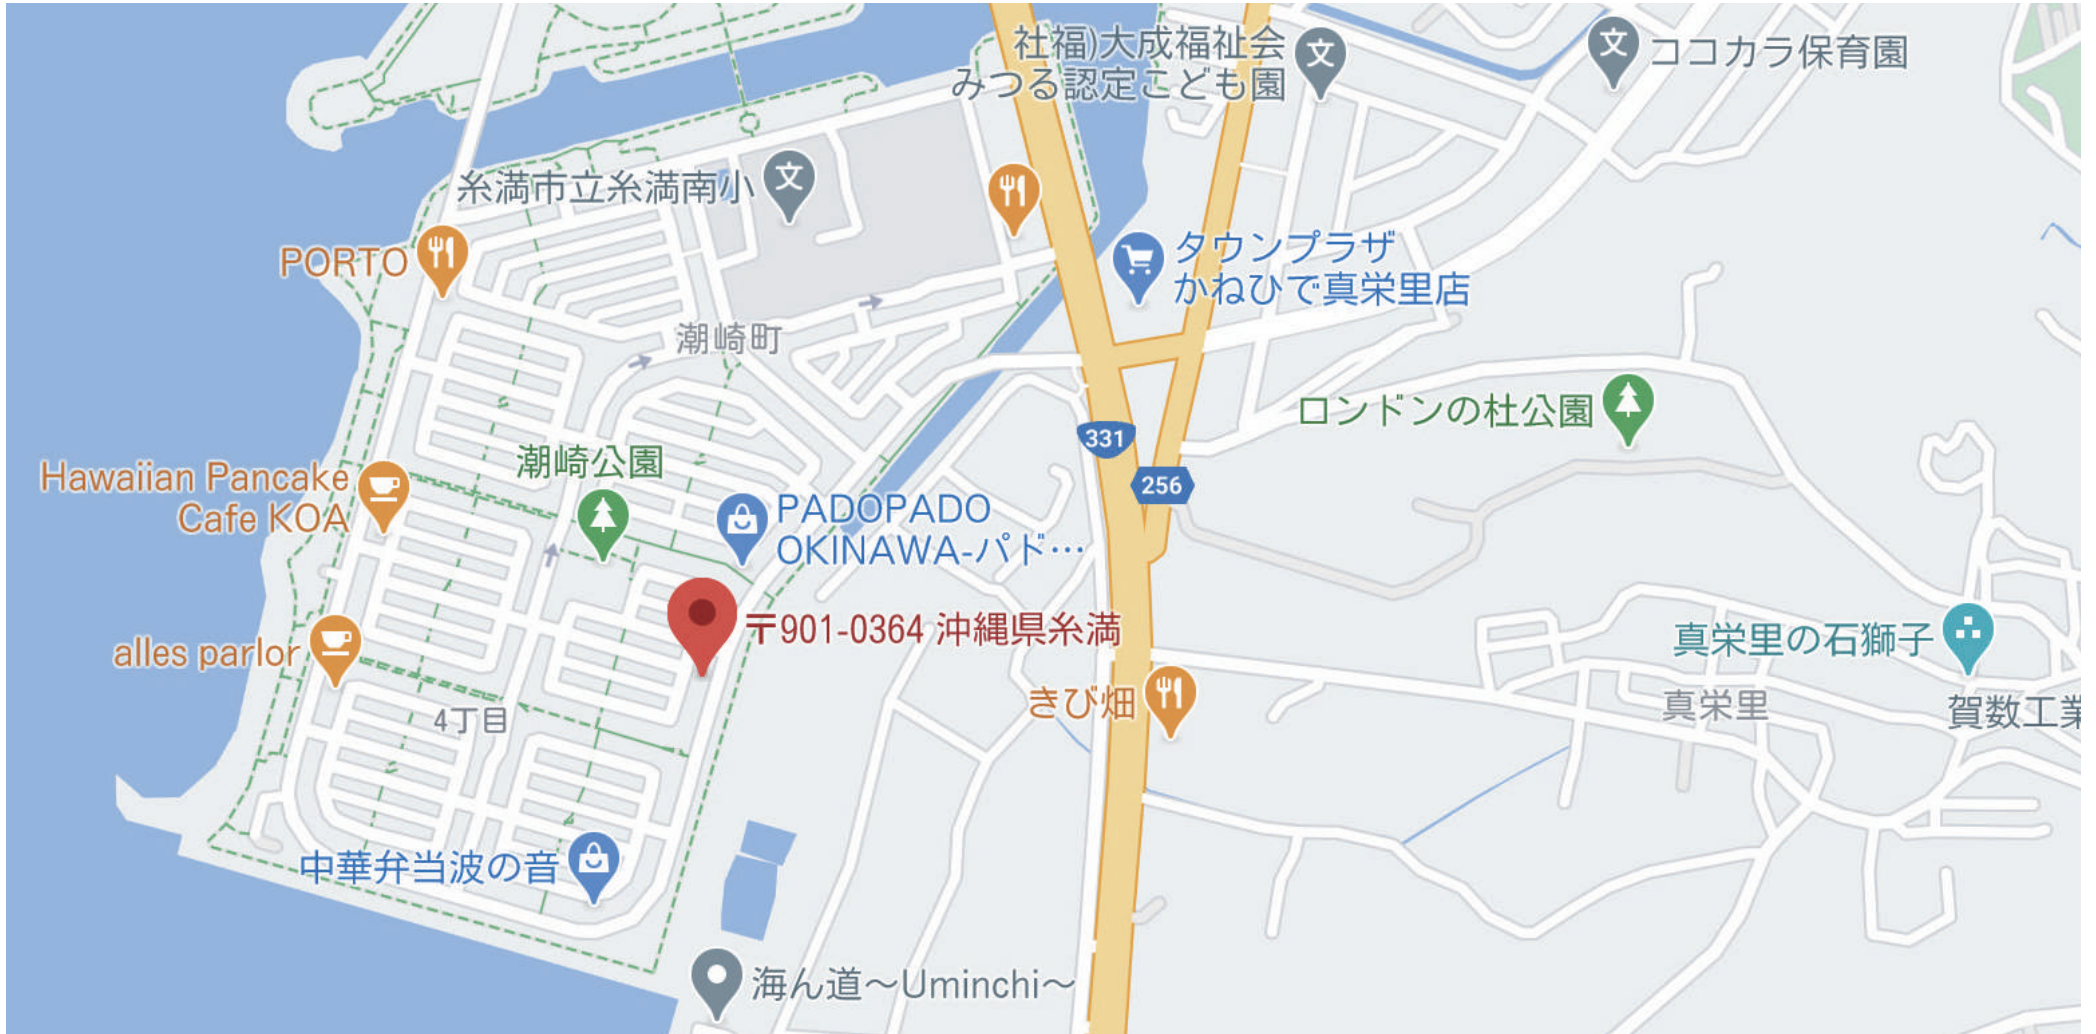 社福)大成福祉会
みつる認定こども園
ココカラ保育園
糸満市立糸満南小
PORTO
タウンプラザ
かねひで真栄里店
潮崎町
ロンドンの杜公園
331
潮崎公園
Hawaiian Pancake
Cafe KOA
256
PADOPADO
OKINAWA-パド…
〒901-0364 沖縄県糸満
alles parlor
真栄里の石獅子
きび畑
真栄里
賀数工業
4丁目
中華弁当波の音
海ん道～Uminchi～